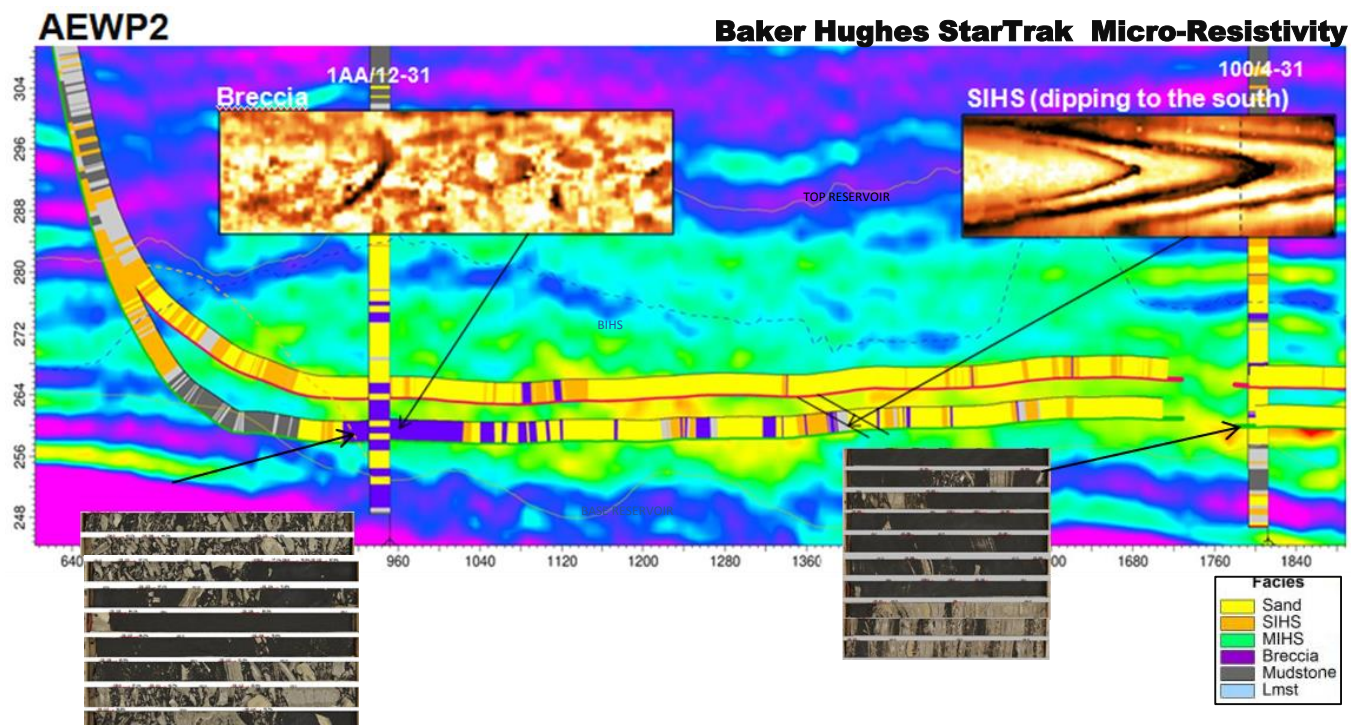 AEWP2
Baker Hughes StarTrak Micro-Resistivity
1AA/12-31
100/4-31
Breccia
SIHS (dipping to the south)
TOP RESERVOIR
BIHS
BASE RESERVOIR
304
296
288
280
272
264
256
248
640
960
1040
1120
1200
1280
1360
1680
1760
1840
Facies
Sand
SIHS
MIHS
Breccia
Mudstone
Lmst